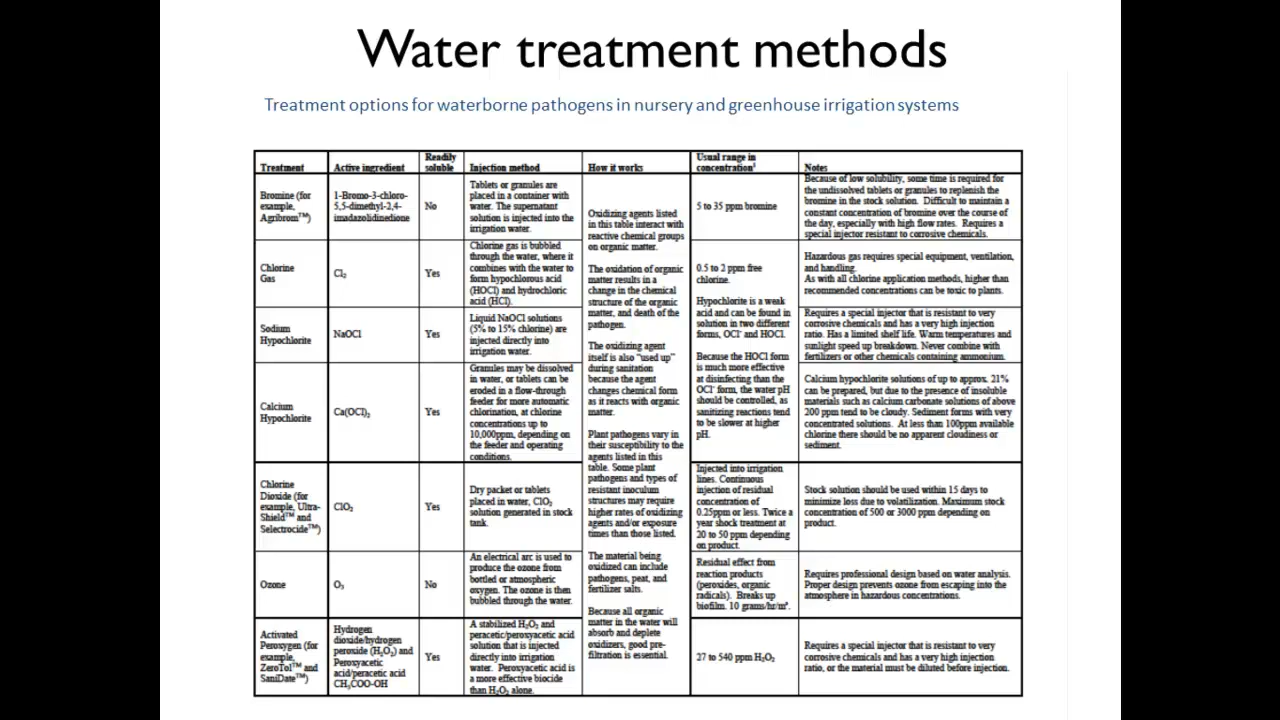 Water treatment methods
Treatment options for waterborne pathogens in nursery and greenhouse irrigation systems
Treatment
Active ingredient
Readily
soluble
Injection method
How it works
Usual range in
concentration¹
Notes
Bromine (for
example,
Agribrom™)
1-Bromo-3-chloro-
5,5-dimethyl-2,4-
imadazolidinedione
No
Tablets or granules are
placed in a container with
water. The supernatant
solution is injected into the
irrigation water.
Oxidizing agents listed
in this table interact with
reactive chemical groups
on organic matter.
The oxidation of organic
matter results in a
change in the chemical
structure of the organic
matter, and death of the
pathogen.
The oxidizing agent
itself is also “used up”
during sanitation
because the agent
changes chemical form
as it reacts with organic
matter.
Plant pathogens vary in
their susceptibility to the
agents listed in this
table. Some plant
pathogens and types of
resistant inoculum
structures may require
higher rates of oxidizing
agents and/or exposure
times than those listed.
The material being
oxidized can include
pathogens, peat, and
fertilizer salts.
Because all organic
matter in the water will
absorb and deplete
oxidizers, good pre-
filtration is essential.
5 to 35 ppm bromine
Because of low solubility, some time is required for
the undissolved tablets or granules to replenish the
bromine in the stock solution. Difficult to maintain a
constant concentration of bromine over the course of
the day, especially with high flow rates. Requires a
special injector resistant to corrosive chemicals.
Chlorine
Gas
Cl₂
Yes
Chlorine gas is bubbled
through the water, where it
combines with the water to
form hypochlorous acid
(HOCl) and hydrochloric
acid (HCl).
0.5 to 2 ppm free
chlorine.
Hypochlorite is a weak
acid and can be found in
solution in two different
forms, OCl⁻ and HOCl.
Because the HOCl form
is much more effective
at disinfecting than the
OCl⁻ form, the water pH
should be controlled, as
sanitizing reactions tend
to be slower at higher
pH.
Hazardous gas requires special equipment, ventilation,
and handling.
As with all chlorine application methods, higher than
recommended concentrations can be toxic to plants.
Sodium
Hypochlorite
NaOCl
Yes
Liquid NaOCl solutions
(5% to 15% chlorine) are
injected directly into
irrigation water.
Requires a special injector that is resistant to very
corrosive chemicals and has a very high injection
ratio. Has a limited shelf life. Warm temperatures and
sunlight speed up breakdown. Never combine with
fertilizers or other chemicals containing ammonium.
Calcium
Hypochlorite
Ca(OCl)₂
Yes
Granules may be dissolved
in water, or tablets can be
eroded in a flow-through
feeder for more automatic
chlorination, at chlorine
concentrations up to
10,000ppm, depending on
the feeder and operating
conditions.
Calcium hypochlorite solutions of up to approx. 21%
can be prepared, but due to the presence of insoluble
materials such as calcium carbonate solutions of above
200 ppm tend to be cloudy. Sediment forms with very
concentrated solutions. At less than 100ppm available
chlorine there should be no apparent cloudiness or
sediment.
Chlorine
Dioxide (for
example, Ultra-
Shield™ and
Selectrocide™)
ClO₂
Yes
Dry packet or tablets
placed in water, ClO₂
solution generated in stock
tank.
Injected into irrigation
lines. Continuous
injection of residual
concentration of
0.25ppm or less. Twice a
year shock treatment at
20 to 50 ppm depending
on product.
Stock solution should be used within 15 days to
minimize loss due to volatilization. Maximum stock
concentration of 500 or 3000 ppm depending on
product.
Ozone
O₃
No
An electrical arc is used to
produce the ozone from
bottled or atmospheric
oxygen. The ozone is then
bubbled through the water.
Residual effect from
reaction products
(peroxides, organic
radicals). Breaks up
biofilm. 10 grams/hr/m³.
Requires professional design based on water analysis.
Proper design prevents ozone from escaping into the
atmosphere in hazardous concentrations.
Activated
Peroxygen (for
example,
ZeroTol™ and
SaniDate™)
Hydrogen
dioxide/hydrogen
peroxide (H₂O₂) and
Peroxyacetic
acid/peracetic acid
CH₃COO-OH
Yes
A stabilized H₂O₂ and
peracetic/peroxyacetic acid
solution that is injected
directly into irrigation
water. Peroxyacetic acid is
a more effective biocide
than H₂O₂ alone.
27 to 540 ppm H₂O₂
Requires a special injector that is resistant to very
corrosive chemicals and has a very high injection
ratio, or the material must be diluted before injection.